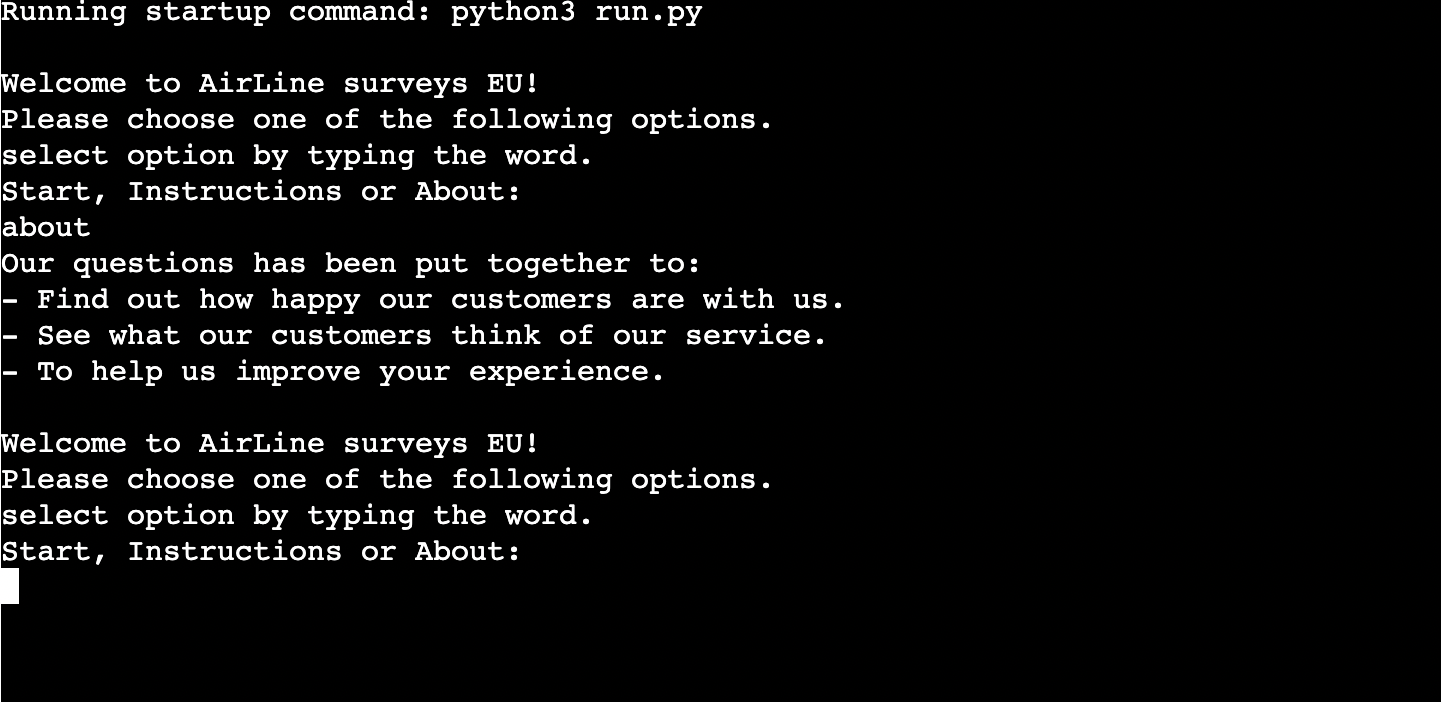 Running startup command: python3 run.py
Welcome to AirLine surveys EU!
Please choose one of the following options.
select option by typing the word.
Start, Instructions or About:
about
Our questions has been put together to:
- Find out how happy our customers are with us.
- See what our customers think of our service.
- To help us improve your experience.
Welcome to AirLine surveys EU!
Please choose one of the following options.
select option by typing the word.
Start, Instructions or About: